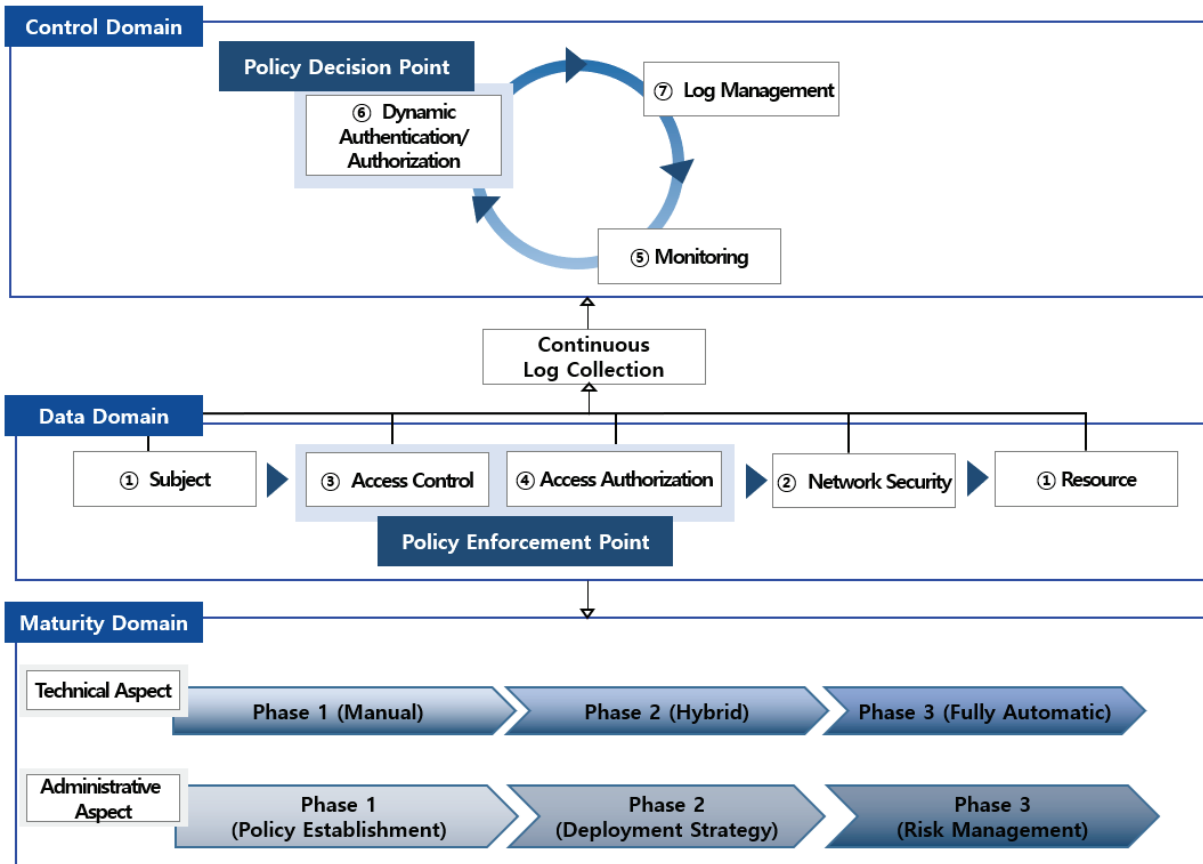 Control Domain
Policy Decision Point
⑥ Dynamic
Authentication/
Authorization
⑦ Log Management
⑤ Monitoring
Continuous
Log Collection
Data Domain
① Subject
③ Access Control
④ Access Authorization
② Network Security
① Resource
Policy Enforcement Point
Maturity Domain
Technical Aspect
Phase 1 (Manual)
Phase 2 (Hybrid)
Phase 3 (Fully Automatic)
Administrative
Aspect
Phase 1
(Policy Establishment)
Phase 2
(Deployment Strategy)
Phase 3
(Risk Management)